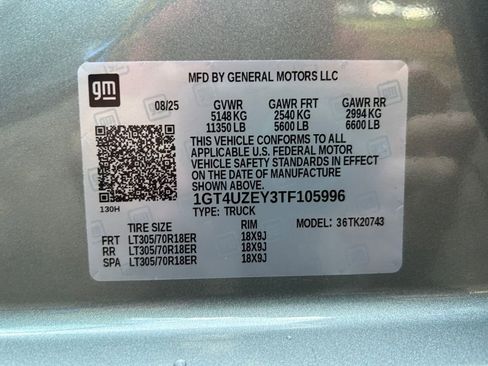 gm
MFD BY GENERAL MOTORS LLC
08/25 GVWR GAWR FRT GAWR RR
5148 KG 2540 KG 2994 KG
11350 LB 5600 LB 6600 LB
THIS VEHICLE CONFORMS TO ALL
APPLICABLE U.S. FEDERAL MOTOR
VEHICLE SAFETY STANDARDS IN EFFECT
ON THE DATE OF MANUFACTURE
SHOWN ABOVE.
1GT4UZEY3TF105996
130H
TYPE: TRUCK
TIRE SIZE RIM MODEL: 36TK20743
FRT LT305/70R18ER 18X9J
RR LT305/70R18ER 18X9J
SPA LT305/70R18ER 18X9J